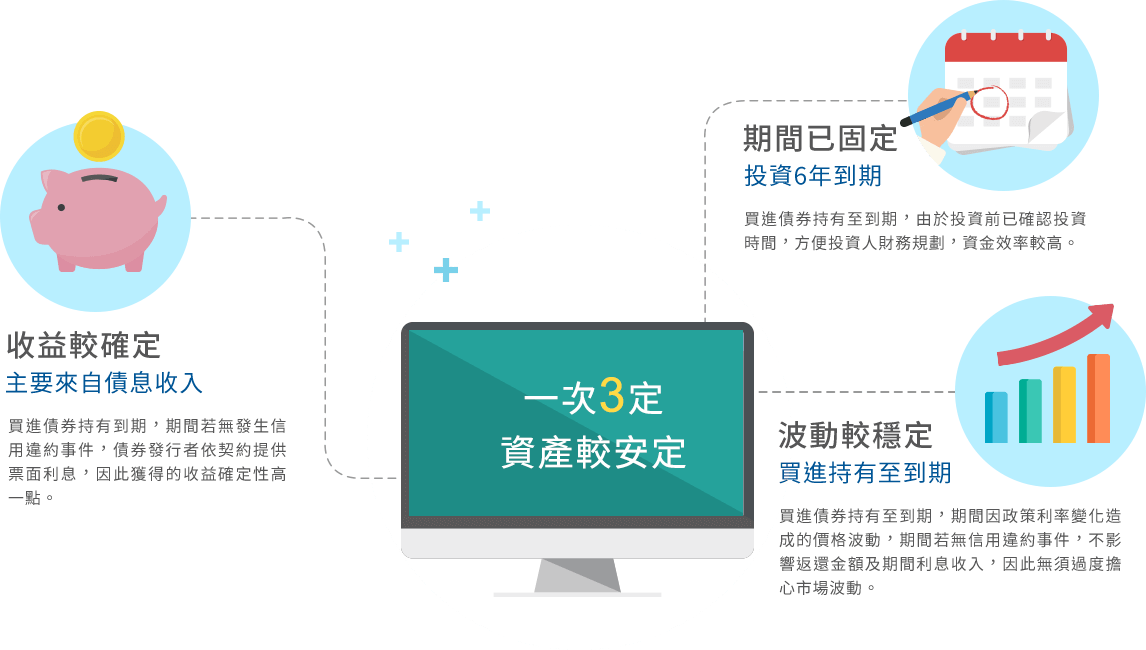 收益較確定
主要來自債息收入
買進債券持有到期，期間若無發生信
用違約事件，債券發行者依契約提供
票面利息，因此獲得的收益確定性高
一點。
一次3定
資產較安定
期間已固定
投資6年到期
買進債券持有至到期，由於投資前已確認投資
時間，方便投資人財務規劃，資金效率較高。
波動較穩定
買進持有至到期
買進債券持有至到期，期間因政策利率變化造
成的價格波動，期間若無信用違約事件，不影
響返還金額及期間利息收入，因此無須過度擔
心市場波動。